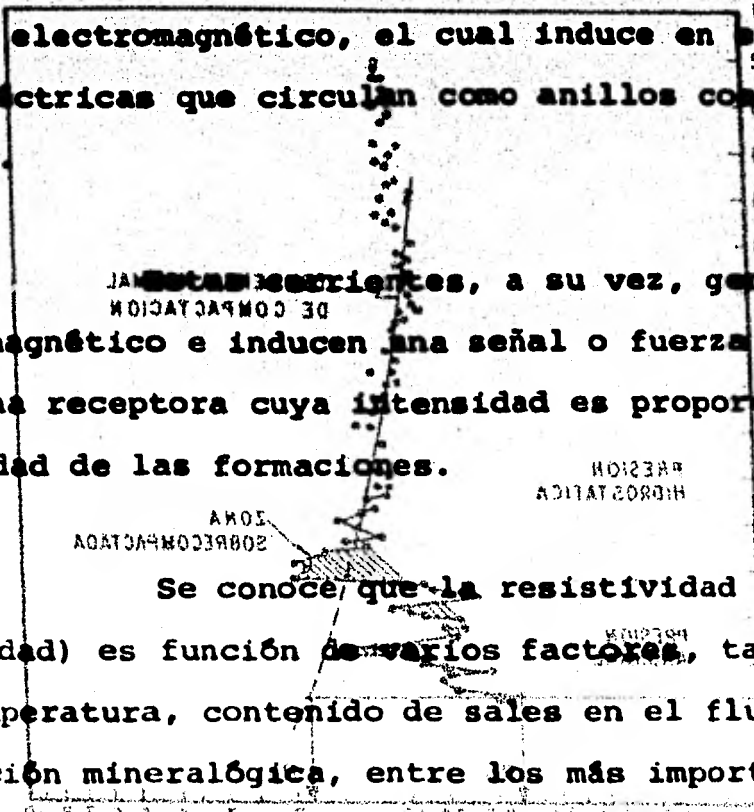 electromagnético, el cual induce en
ctricas que circulan como anillos co
Estas corrientes, a su vez, ge
agnético e inducen una señal o fuerza
a receptora cuya intensidad es propor
dad de las formaciones.
Se conoce que la resistividad
dad) es función de varios factores, ta
peratura, contenido de sales en el flu
ción mineralógica, entre los más import
DE COMPACTACION
PRESION
HIDROSTATICA
ZONA
SOBRECOMPACTADA